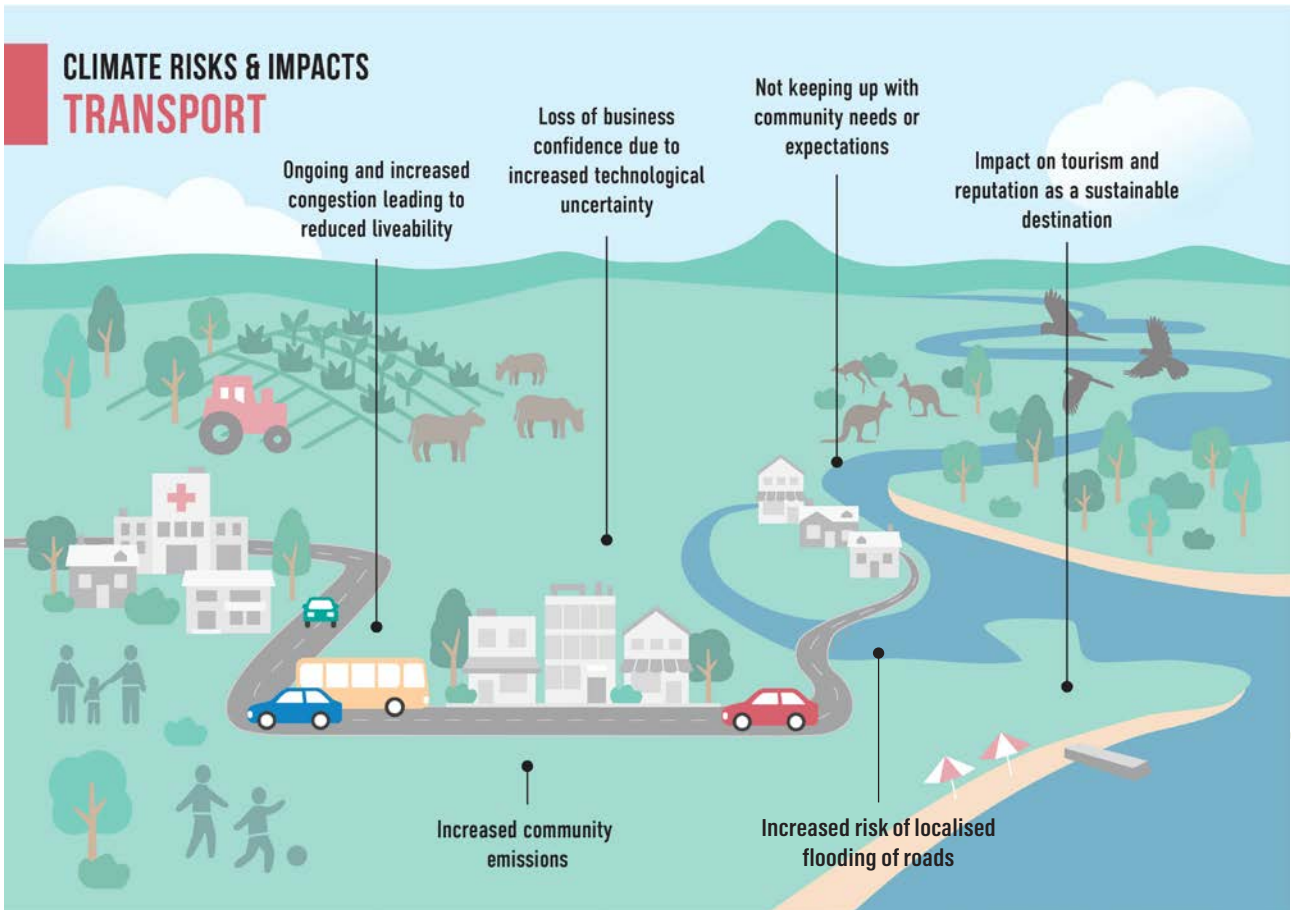 CLIMATE RISKS & IMPACTS
TRANSPORT
Ongoing and increased
congestion leading to
reduced liveability
Loss of business
confidence due to
increased technological
uncertainty
Not keeping up with
community needs or
expectations
Impact on tourism and
reputation as a sustainable
destination
Increased community
emissions
Increased risk of localised
flooding of roads